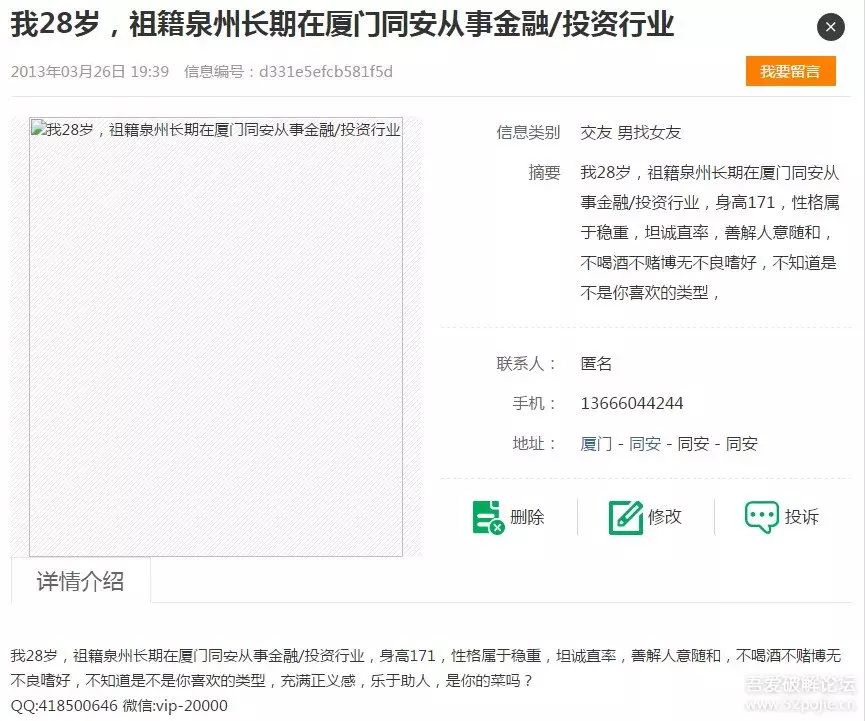 我28岁，祖籍泉州长期在厦门同安从事金融/投资行业
2013年03月26日 19:39 信息编号：d331e5efcb581f5d
我要留言
我28岁，祖籍泉州长期在厦门同安从事金融/投资行业
信息类别 交友 男找女友
摘要 我28岁，祖籍泉州长期在厦门同安从
事金融/投资行业，身高171，性格属
于稳重，坦诚直率，善解人意随和，
不喝酒不赌博无不良嗜好，不知道是
不是你喜欢的类型，
联系人： 匿名
手机： 13666044244
地址： 厦门 - 同安 - 同安 - 同安
删除 修改 投诉
详情介绍
我28岁，祖籍泉州长期在厦门同安从事金融/投资行业，身高171，性格属于稳重，坦诚直率，善解人意随和，不喝酒不赌博无
不良嗜好，不知道是不是你喜欢的类型，充满正义感，乐于助人，是你的菜吗？
QQ:418500646 微信:vip-20000
吾爱破解论坛
www.52pojie.cn